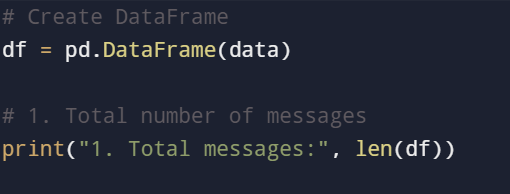 # Create DataFrame
df = pd.DataFrame(data)
# 1. Total number of messages
print("1. Total messages:", len(df))